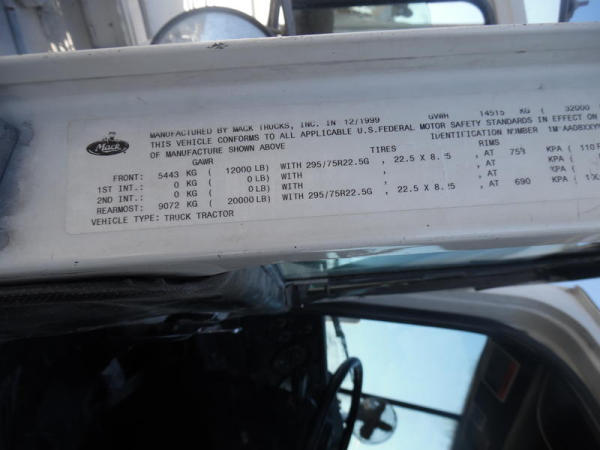 Mack
MANUFACTURED BY MACK TRUCKS, INC. IN 12/1999 GVWR 14515 KG ( 32000
THIS VEHICLE CONFORMS TO ALL APPLICABLE U.S.FEDERAL MOTOR SAFETY STANDARDS IN EFFECT ON
OF MANUFACTURE SHOWN ABOVE IDENTIFICATION NUMBER
GAWR TIRES RIMS
FRONT: 5443 KG ( 12000 LB) WITH 295/75R22.5G , 22.5 X 8. , AT KPA ( 110
1ST INT.: 0 KG ( 0 LB) WITH , , AT KPA (
2ND INT.: 0 KG ( 0 LB) WITH , , AT KPA
REARMOST: 9072 KG ( 20000 LB) WITH 295/75R22.5G , 22.5 X 8. , AT 690 KPA (
VEHICLE TYPE: TRUCK TRACTOR